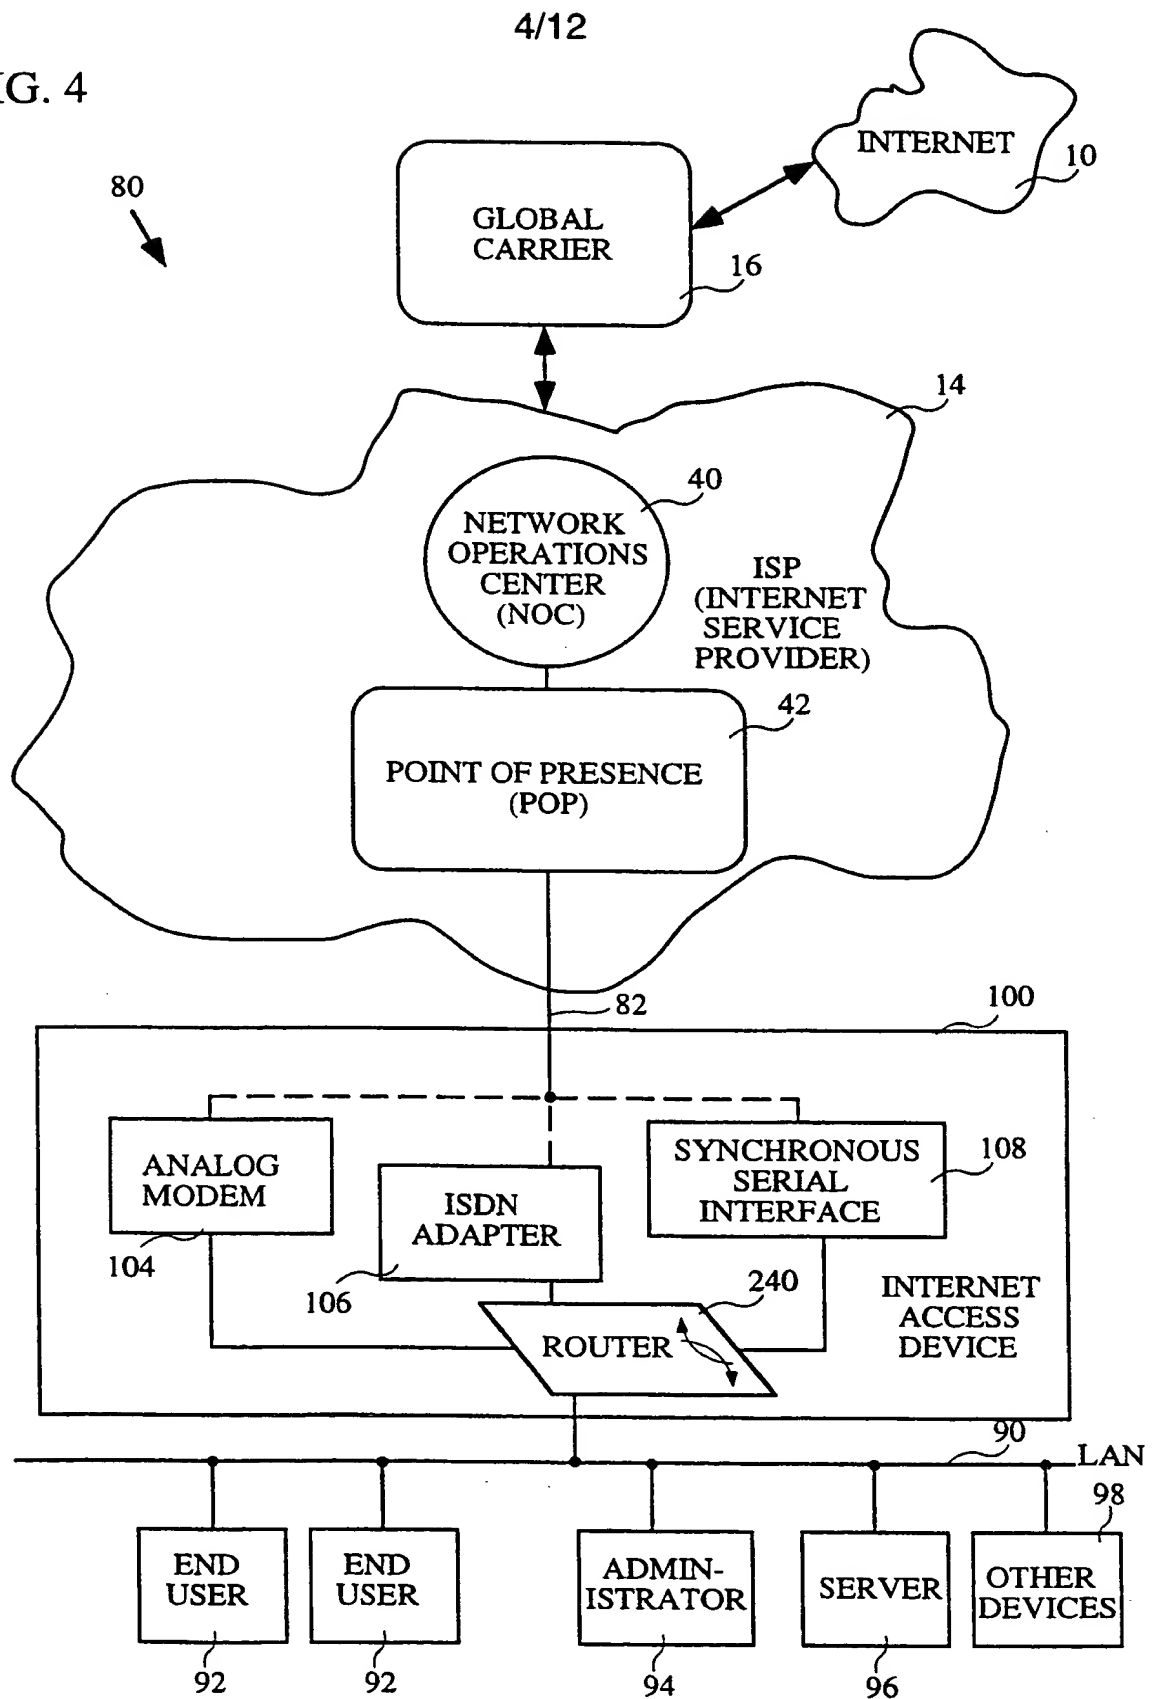 4/12
IG. 4
INTERNET
10
80
GLOBAL
CARRIER
16
14
40
NETWORK
OPERATIONS
CENTER
(NOC)
ISP
(INTERNET
SERVICE
PROVIDER)
42
POINT OF PRESENCE
(POP)
82
100
ANALOG
MODEM
104
ISDN
ADAPTER
106
SYNCHRONOUS
SERIAL
INTERFACE
108
240
ROUTER
INTERNET
ACCESS
DEVICE
90
LAN
98
END
USER
92
END
USER
92
ADMIN-
ISTRATOR
94
SERVER
96
OTHER
DEVICES